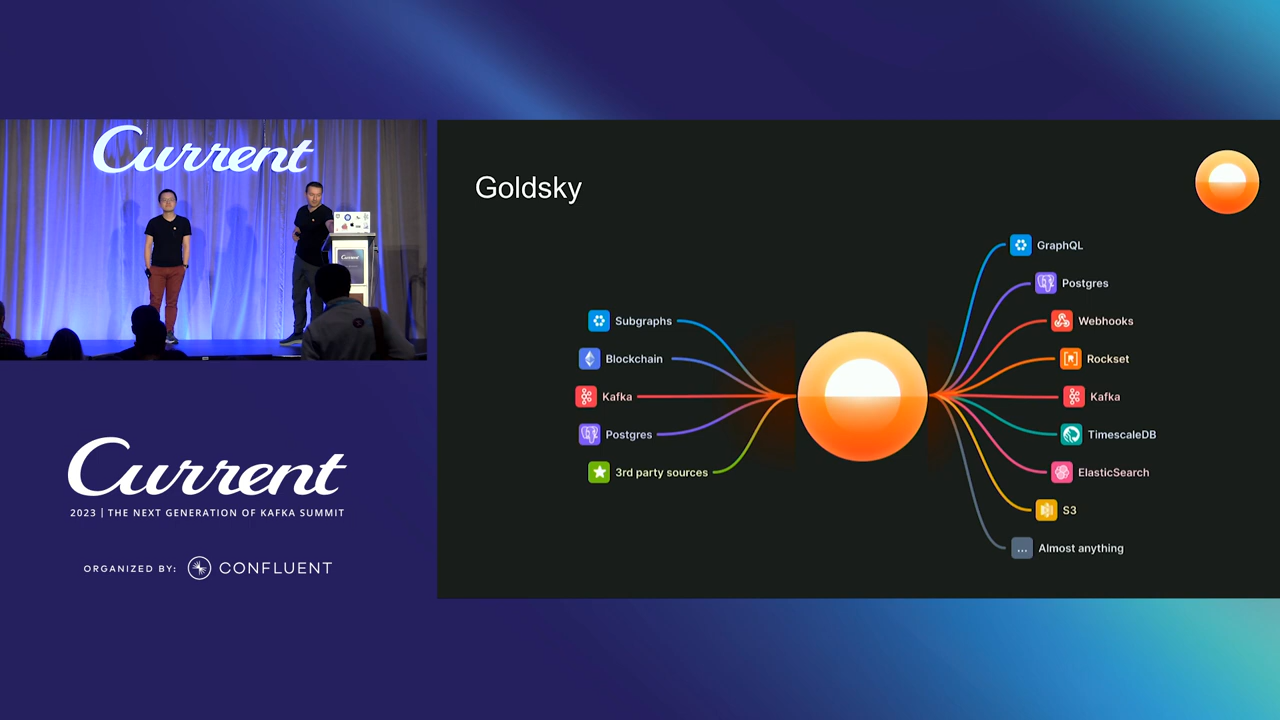 Current
Goldsky
Subgraphs
Blockchain
Kafka
Postgres
3rd party sources
GraphQL
Postgres
Webhooks
Rockset
Kafka
TimescaleDB
ElasticSearch
S3
... Almost anything
Current
2023 | THE NEXT GENERATION OF KAFKA SUMMIT
ORGANIZED BY: CONFLUENT